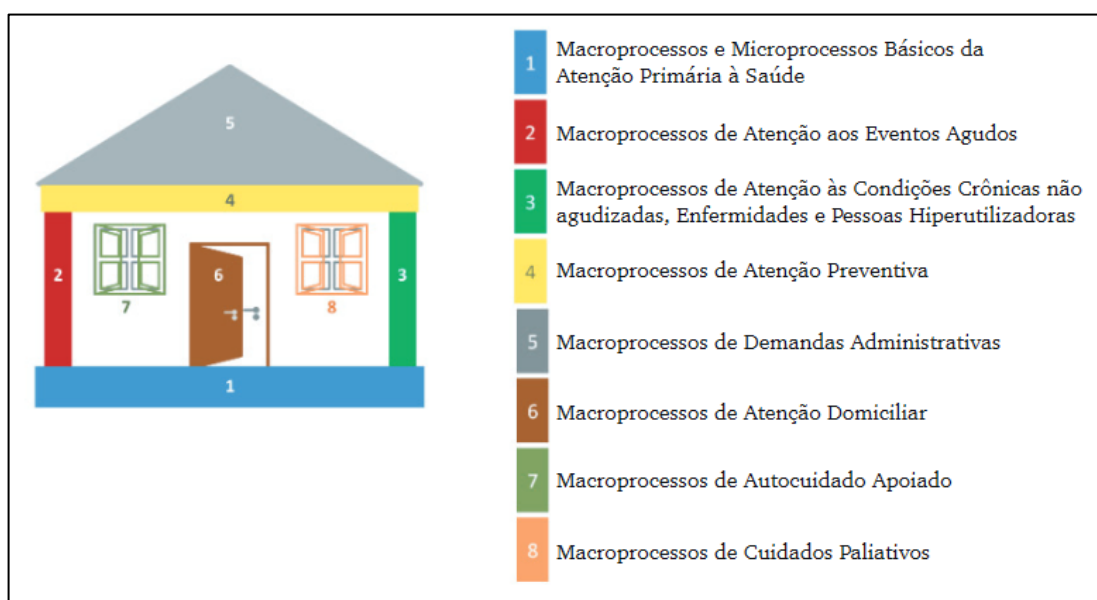 5
4
2
6
3
7
8
1
1 Macroprocessos e Microprocessos Básicos da
Atenção Primária à Saúde
2 Macroprocessos de Atenção aos Eventos Agudos
3 Macroprocessos de Atenção às Condições Crônicas não
agudizadas, Enfermidades e Pessoas Hiperutilizadoras
4 Macroprocessos de Atenção Preventiva
5 Macroprocessos de Demandas Administrativas
6 Macroprocessos de Atenção Domiciliar
7 Macroprocessos de Autocuidado Apoiado
8 Macroprocessos de Cuidados Paliativos